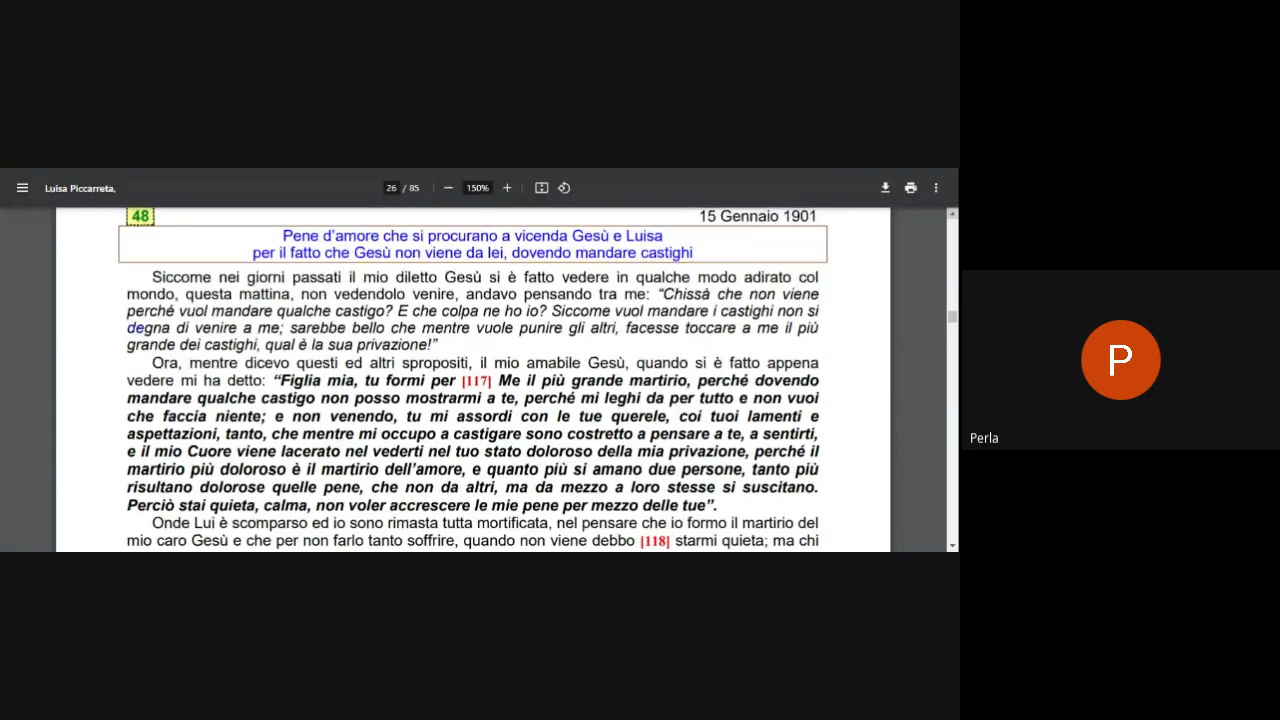 Luisa Piccarreta,
26 / 85
150%
48
15 Gennaio 1901
Pene d’amore che si procurano a vicenda Gesù e Luisa
per il fatto che Gesù non viene da lei, dovendo mandare castighi
Siccome nei giorni passati il mio diletto Gesù si è fatto vedere in qualche modo adirato col
mondo, questa mattina, non vedendolo venire, andavo pensando tra me: “Chissà che non viene
perché vuol mandare qualche castigo? E che colpa ne ho io? Siccome vuol mandare i castighi non si
degna di venire a me; sarebbe bello che mentre vuole punire gli altri, facesse toccare a me il più
grande dei castighi, qual è la sua privazione!”
Ora, mentre dicevo questi ed altri spropositi, il mio amabile Gesù, quando si è fatto appena
vedere mi ha detto: “Figlia mia, tu formi per [117] Me il più grande martirio, perché dovendo
mandare qualche castigo non posso mostrarmi a te, perché mi leghi da per tutto e non vuoi
che faccia niente; e non venendo, tu mi assordi con le tue querele, coi tuoi lamenti e
aspettazioni, tanto, che mentre mi occupo a castigare sono costretto a pensare a te, a sentirti,
e il mio Cuore viene lacerato nel vederti nel tuo stato doloroso della mia privazione, perché il
martirio più doloroso è il martirio dell’amore, e quanto più si amano due persone, tanto più
risultano dolorose quelle pene, che non da altri, ma da mezzo a loro stesse si suscitano.
Perciò stai quieta, calma, non voler accrescere le mie pene per mezzo delle tue”.
Onde Lui è scomparso ed io sono rimasta tutta mortificata, nel pensare che io formo il martirio del
mio caro Gesù e che per non farlo tanto soffrire, quando non viene debbo [118] starmi quieta; ma chi
P
Perla